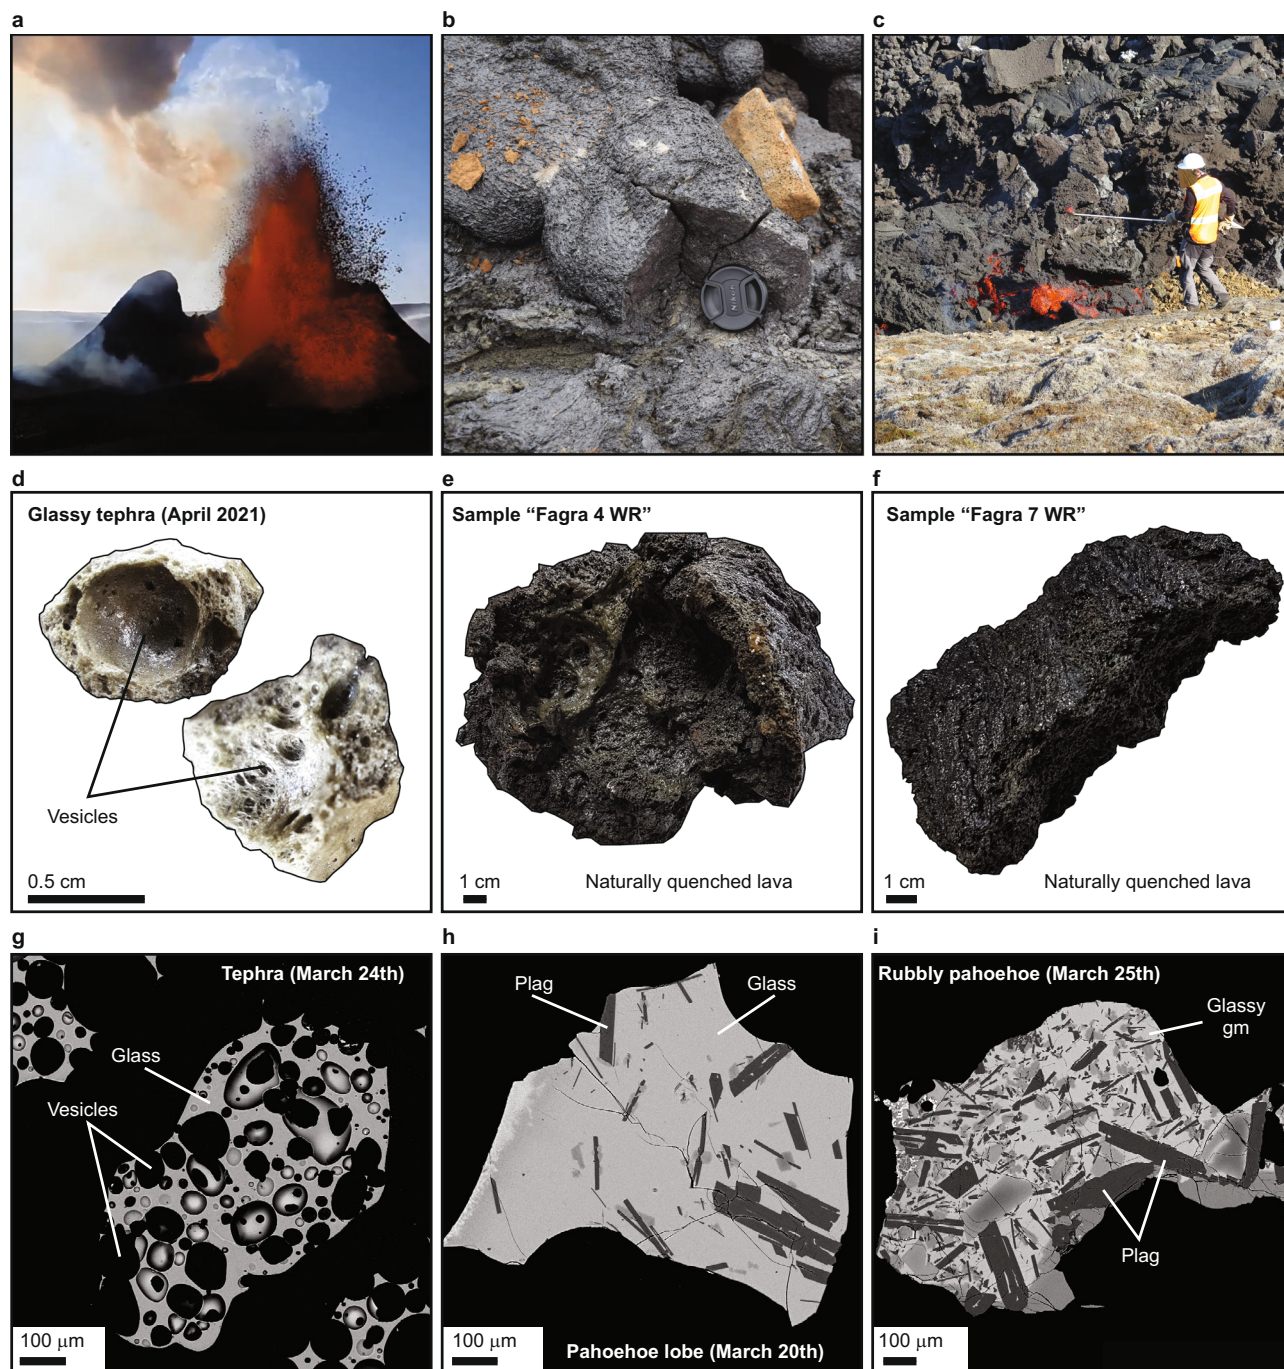 a
b
c
Nikon
d
Glassy tephra (April 2021)
Vesicles
0.5 cm
e
Sample “Fagra 4 WR”
1 cm
Naturally quenched lava
f
Sample “Fagra 7 WR”
1 cm
Naturally quenched lava
g
Tephra (March 24th)
Glass
Vesicles
100 μm
h
Plag
Glass
100 μm
Pahoehoe lobe (March 20th)
i
Rubbly pahoehoe (March 25th)
Glassy
gm
Plag
100 μm